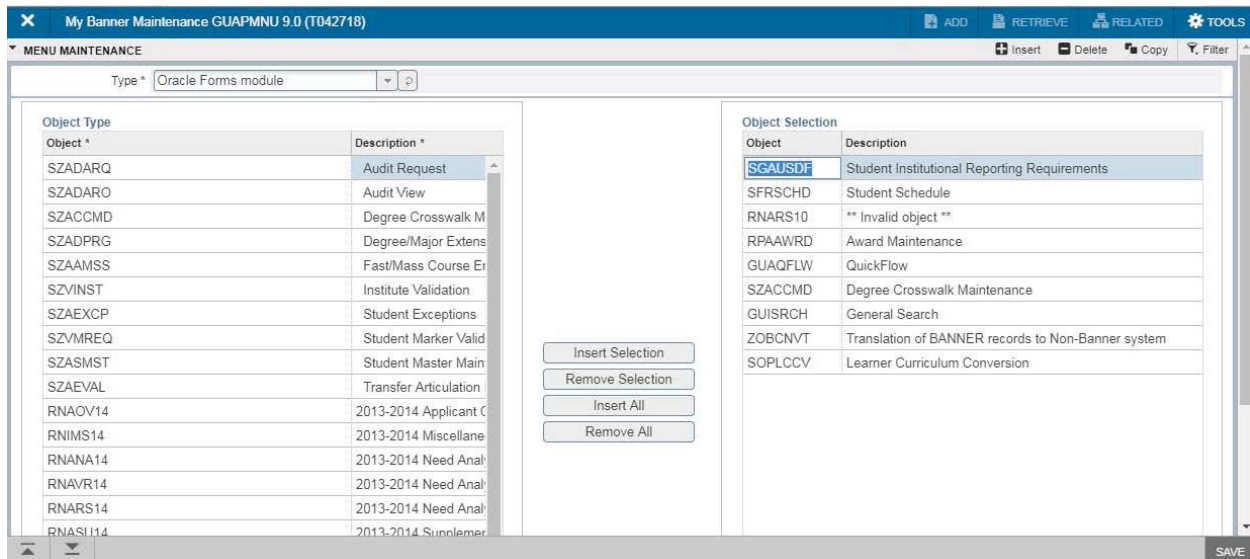 My Banner Maintenance GUAPMNU 9.0 (T042718) ADD RETRIEVE RELATED TOOLS
MENU MAINTENANCE Insert Delete Copy Filter
Type * Oracle Forms module
Object Type
Object * Description *
SZADARQ Audit Request
SZADARO Audit View
SZACCMD Degree Crosswalk M
SZADPRG Degree/Major Extens
SZAAMSS Fast/Mass Course Er
SZVINST Institute Validation
SZAEXCP Student Exceptions
SZVMREQ Student Marker Valid
SZASMST Student Master Main
SZAEVAL Transfer Articulation
RNAOV14 2013-2014 Applicant C
RNIMS14 2013-2014 Miscellane
RNANA14 2013-2014 Need Anal
RNAVR14 2013-2014 Need Anal
RNARS14 2013-2014 Need Anal
RNASU14 2013-2014 Supplemer
Insert Selection
Remove Selection
Insert All
Remove All
Object Selection
Object Description
SGAUSDF Student Institutional Reporting Requirements
SFRSCHD Student Schedule
RNARS10 ** Invalid object **
RPAAWRD Award Maintenance
GUAQFLW QuickFlow
SZACCMD Degree Crosswalk Maintenance
GUISRCH General Search
ZOBCNVT Translation of BANNER records to Non-Banner system
SOPLCCV Learner Curriculum Conversion
SAVE